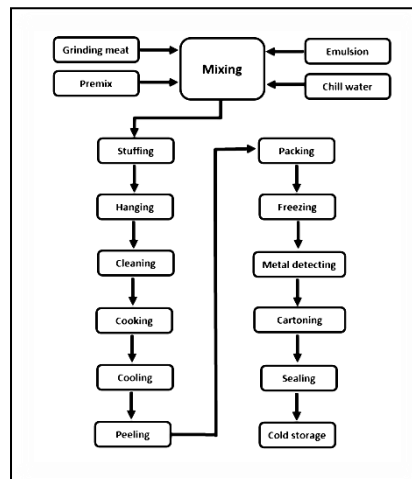 Grinding meat
Premix
Mixing
Emulsion
Chill water
Stuffing
Hanging
Cleaning
Cooking
Cooling
Peeling
Packing
Freezing
Metal detecting
Cartoning
Sealing
Cold storage